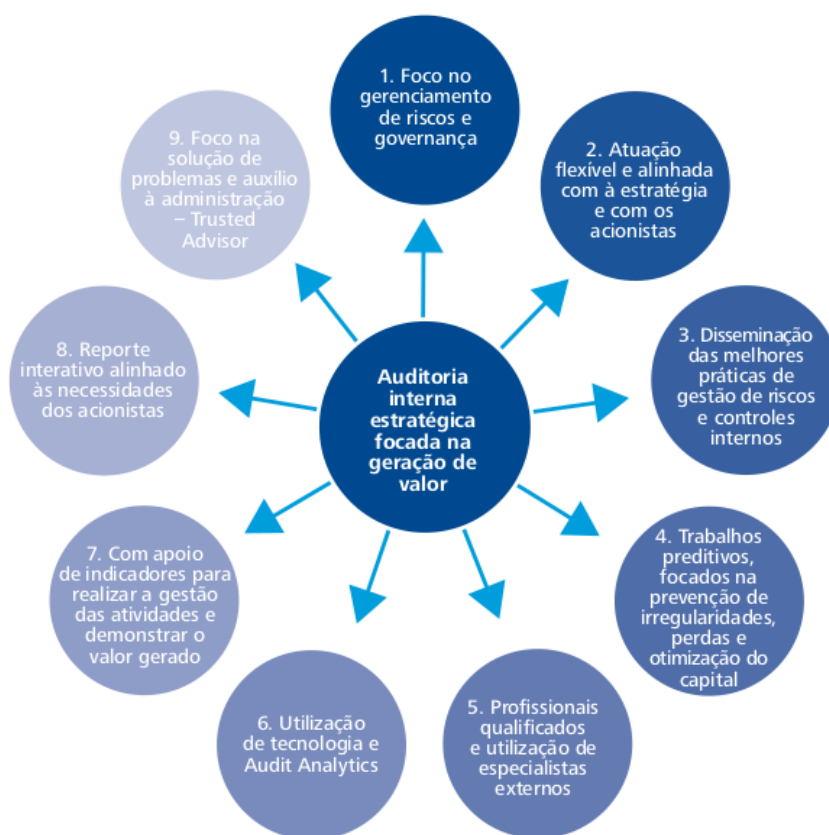 1. Foco no
gerenciamento
de riscos e
governança
2. Atuação
flexível e alinhada
com à estratégia
e com os
acionistas
3. Disseminação
das melhores
práticas de
gestão de riscos
e controles
internos
4. Trabalhos
preditivos,
focados na
prevenção de
irregularidades,
perdas e
otimização do
capital
5. Profissionais
qualificados
e utilização de
especialistas
externos
6. Utilização
de tecnologia e
Audit Analytics
7. Com apoio
de indicadores para
realizar a gestão
das atividades e
demonstrar o
valor gerado
8. Reporte
interativo alinhado
às necessidades
dos acionistas
9. Foco na
solução de
problemas e auxílio
à administração
– Trusted
Advisor
Auditoria
interna
estratégica
focada na
geração de
valor